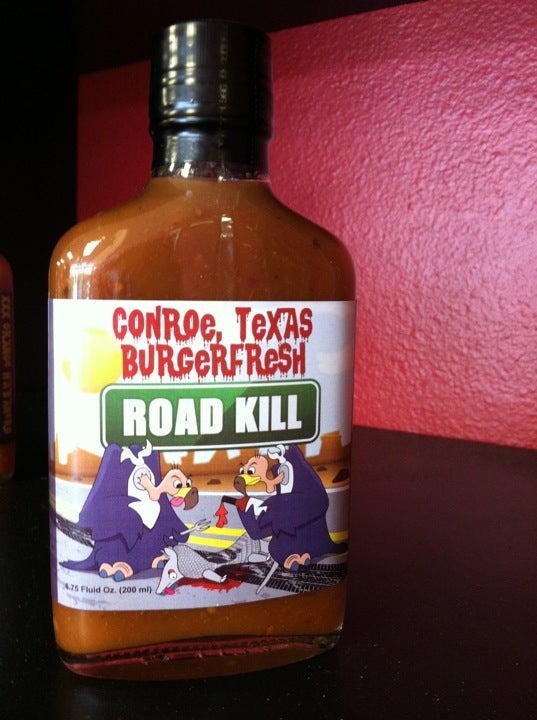 CONROE, TEXAS
BURGERFRESH
ROAD KILL
6.75 Fluid Oz. (200 ml)